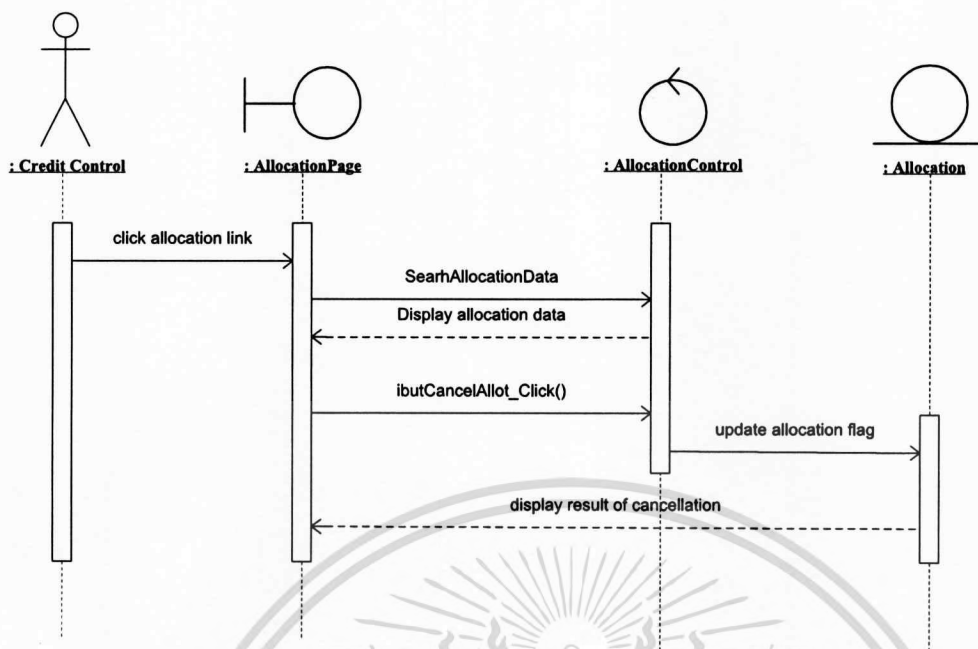 : Credit Control
: AllocationPage
: AllocationControl
: Allocation
click allocation link
SearhAllocationData
Display allocation data
ibutCancelAllot_Click()
update allocation flag
display result of cancellation